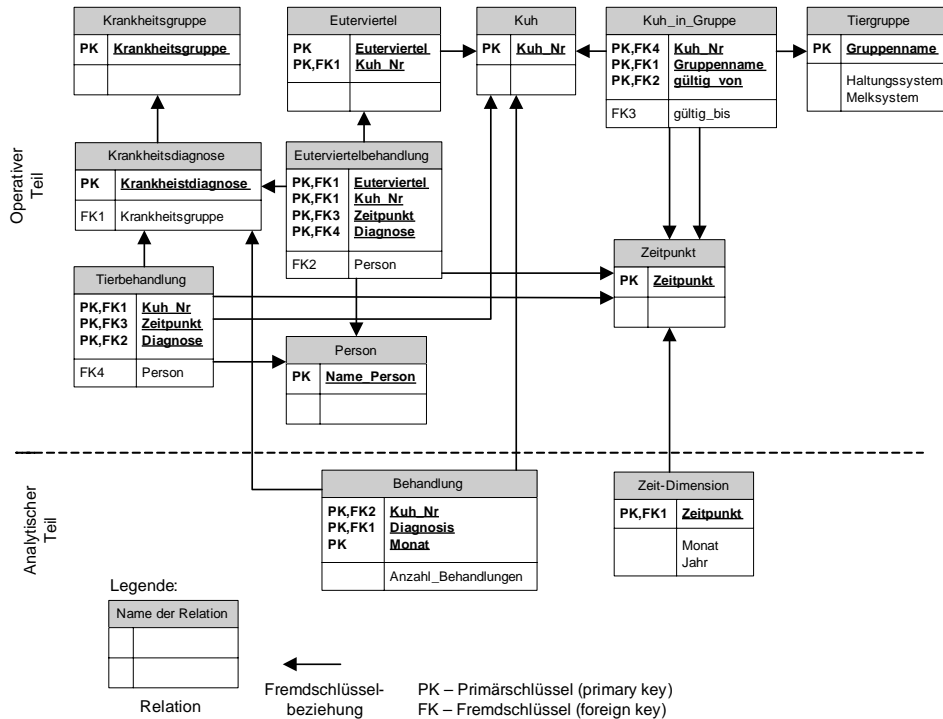 Krankheitsgruppe
PK Krankheitsgruppe
Euterviertel
PK Euterviertel
PK,FK1 Kuh_Nr
Kuh
PK Kuh_Nr
Kuh_in_Gruppe
PK,FK4 Kuh_Nr
PK,FK1 Gruppenname
PK,FK2 gültig_von
FK3 gültig_bis
Tiergruppe
PK Gruppenname
Haltungssystem
Melksystem
Operativer
Teil
Krankheitsdiagnose
PK Krankheistdiagnose
FK1 Krankheitsgruppe
Euterviertelbehandlung
PK,FK1 Euterviertel
PK,FK1 Kuh_Nr
PK,FK3 Zeitpunkt
PK,FK4 Diagnose
FK2 Person
Zeitpunkt
PK Zeitpunkt
Tierbehandlung
PK,FK1 Kuh_Nr
PK,FK3 Zeitpunkt
PK,FK2 Diagnose
FK4 Person
Person
PK Name_Person
Analytischer
Teil
Behandlung
PK,FK2 Kuh_Nr
PK,FK1 Diagnosis
PK Monat
Anzahl_Behandlungen
Zeit-Dimension
PK,FK1 Zeitpunkt
Monat
Jahr
Legende:
Name der Relation
Relation
Fremdschlüssel-
beziehung
PK – Primärschlüssel (primary key)
FK – Fremdschlüssel (foreign key)